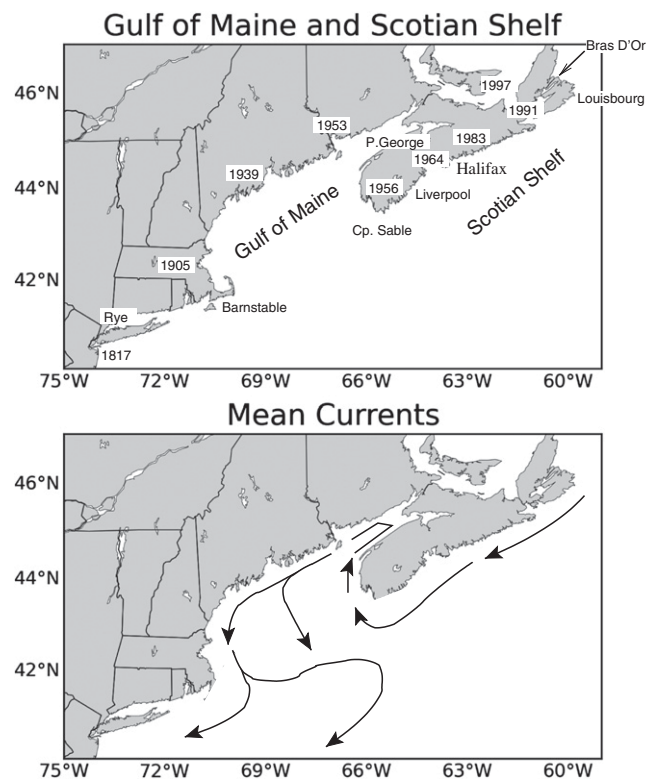 Gulf of Maine and Scotian Shelf
Bras D'Or
46°N
1997
Louisbourg
1991
1953
P.George
1983
1964
Halifax
1939
44°N
1956
Liverpool
Gulf of Maine
Scotian Shelf
Cp. Sable
1905
42°N
Barnstable
Rye
1817
75°W 72°W 69°W 66°W 63°W 60°W
Mean Currents
46°N
44°N
42°N
75°W 72°W 69°W 66°W 63°W 60°W